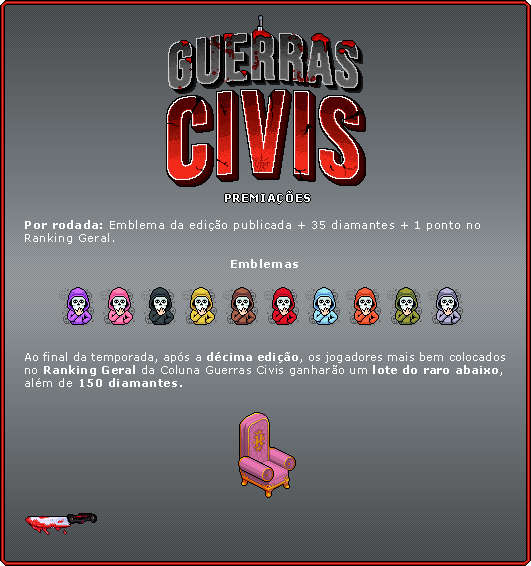 GUERRAS
CIVIS
PREMIAÇÕES
Por rodada: Emblema da edição publicada + 35 diamantes + 1 ponto no
Ranking Geral.
Emblemas
Ao final da temporada, após a décima edição, os jogadores mais bem colocados
no Ranking Geral da Coluna Guerras Civis ganharão um lote do raro abaixo,
além de 150 diamantes.